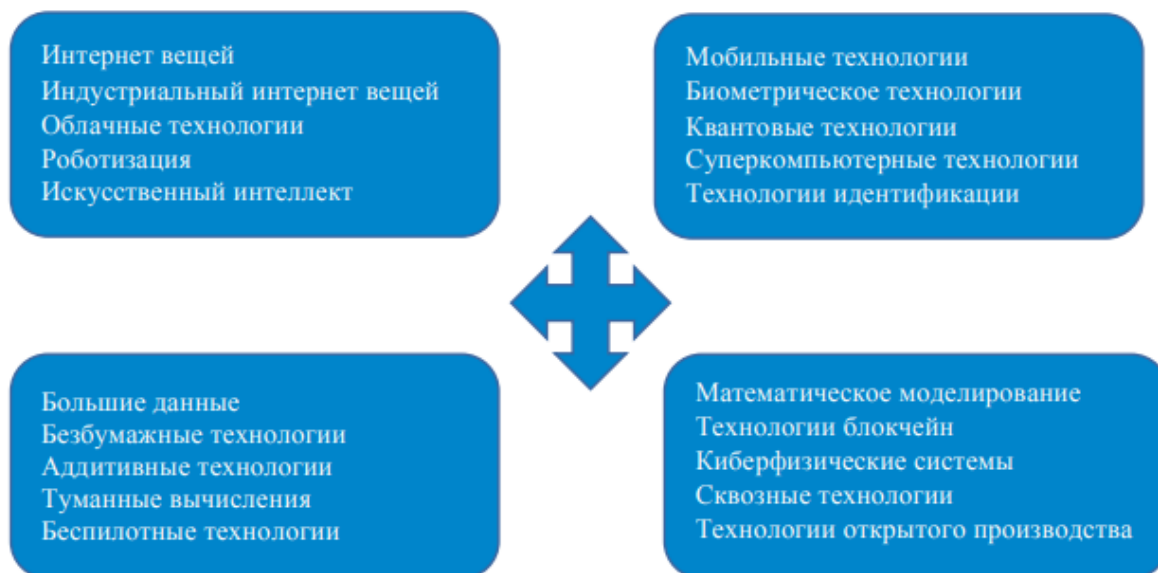 Интернет вещей
Индустриальный интернет вещей
Облачные технологии
Роботизация
Искусственный интеллект
Мобильные технологии
Биометрическое технологии
Квантовые технологии
Суперкомпьютерные технологии
Технологии идентификации
Большие данные
Безбумажные технологии
Аддитивные технологии
Туманные вычисления
Беспилотные технологии
Математическое моделирование
Технологии блокчейн
Киберфизические системы
Сквозные технологии
Технологии открытого производства